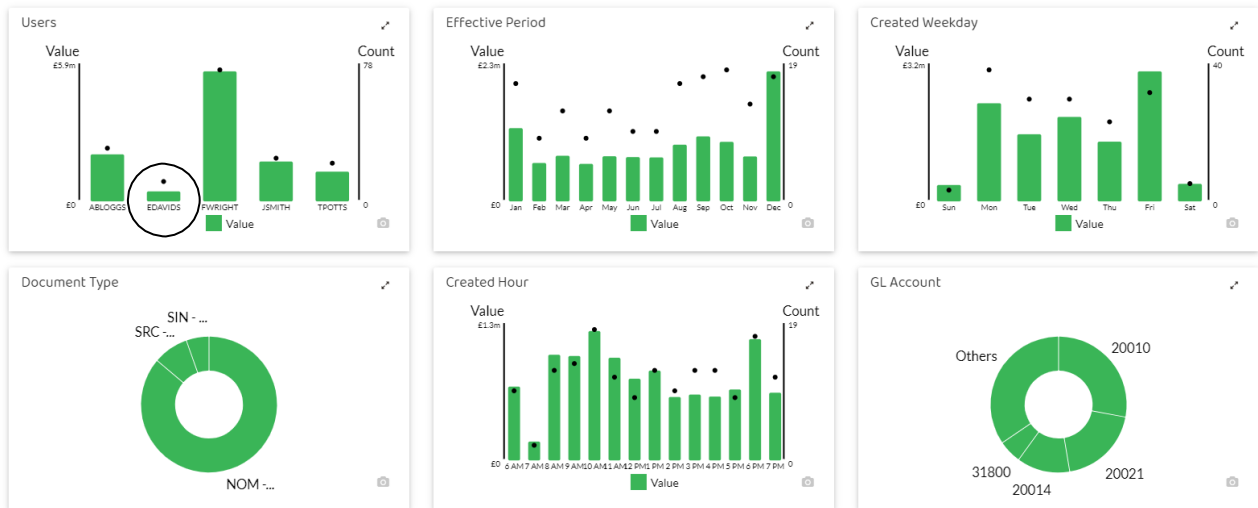 Users
Value
Count
£5.9m
78
£0
0
ABLOGGS EDAVIDS FWRIGHT JSMITH TPOTTS
Value
Effective Period
Value
Count
£2.3m
19
£0
0
Jan Feb Mar Apr May Jun Jul Aug Sep Oct Nov Dec
Value
Created Weekday
Value
Count
£3.2m
40
£0
0
Sun Mon Tue Wed Thu Fri Sat
Value
Document Type
SIN - ...
SRC -...
NOM -...
Created Hour
Value
Count
£1.3m
19
£0
0
6 AM 7 AM 8 AM 9 AM 10 AM 11 AM 12 PM 1 PM 2 PM 3 PM 4 PM 5 PM 6 PM 7 PM
Value
GL Account
Others
20010
31800
20014
20021